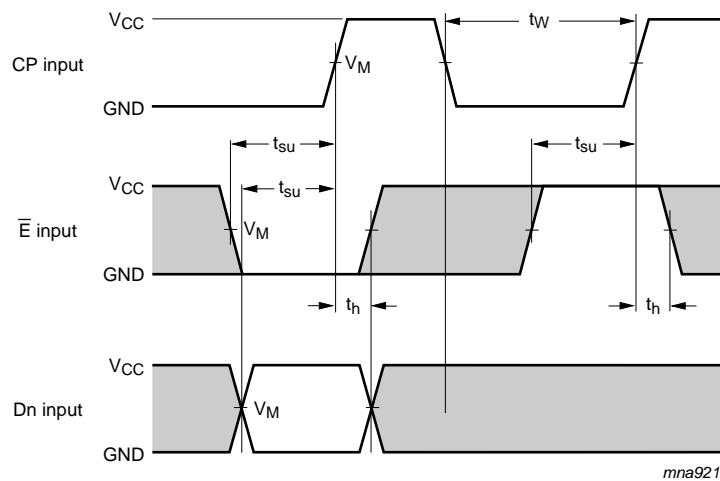 VCC
tW
CP input
VM
GND
tsu
tsu
VCC
tsu
E̅ input
VM
GND
th
th
VCC
Dn input
VM
GND
mna921